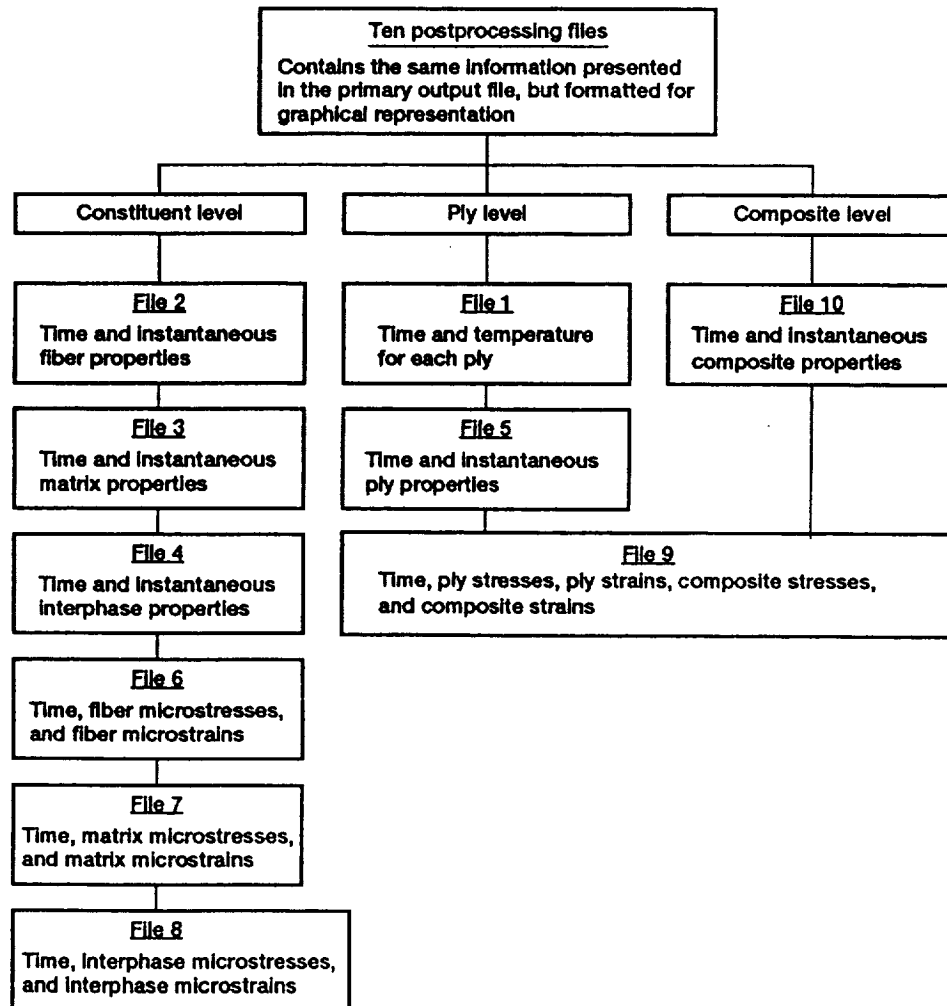 Ten postprocessing files
Contains the same information presented
in the primary output file, but formatted for
graphical representation
Constituent level
Ply level
Composite level
File 2
Time and instantaneous
fiber properties
File 3
Time and instantaneous
matrix properties
File 4
Time and instantaneous
interphase properties
File 6
Time, fiber microstresses,
and fiber microstrains
File 7
Time, matrix microstresses,
and matrix microstrains
File 8
Time, interphase microstresses,
and interphase microstrains
File 1
Time and temperature
for each ply
File 5
Time and instantaneous
ply properties
File 10
Time and instantaneous
composite properties
File 9
Time, ply stresses, ply strains, composite stresses,
and composite strains